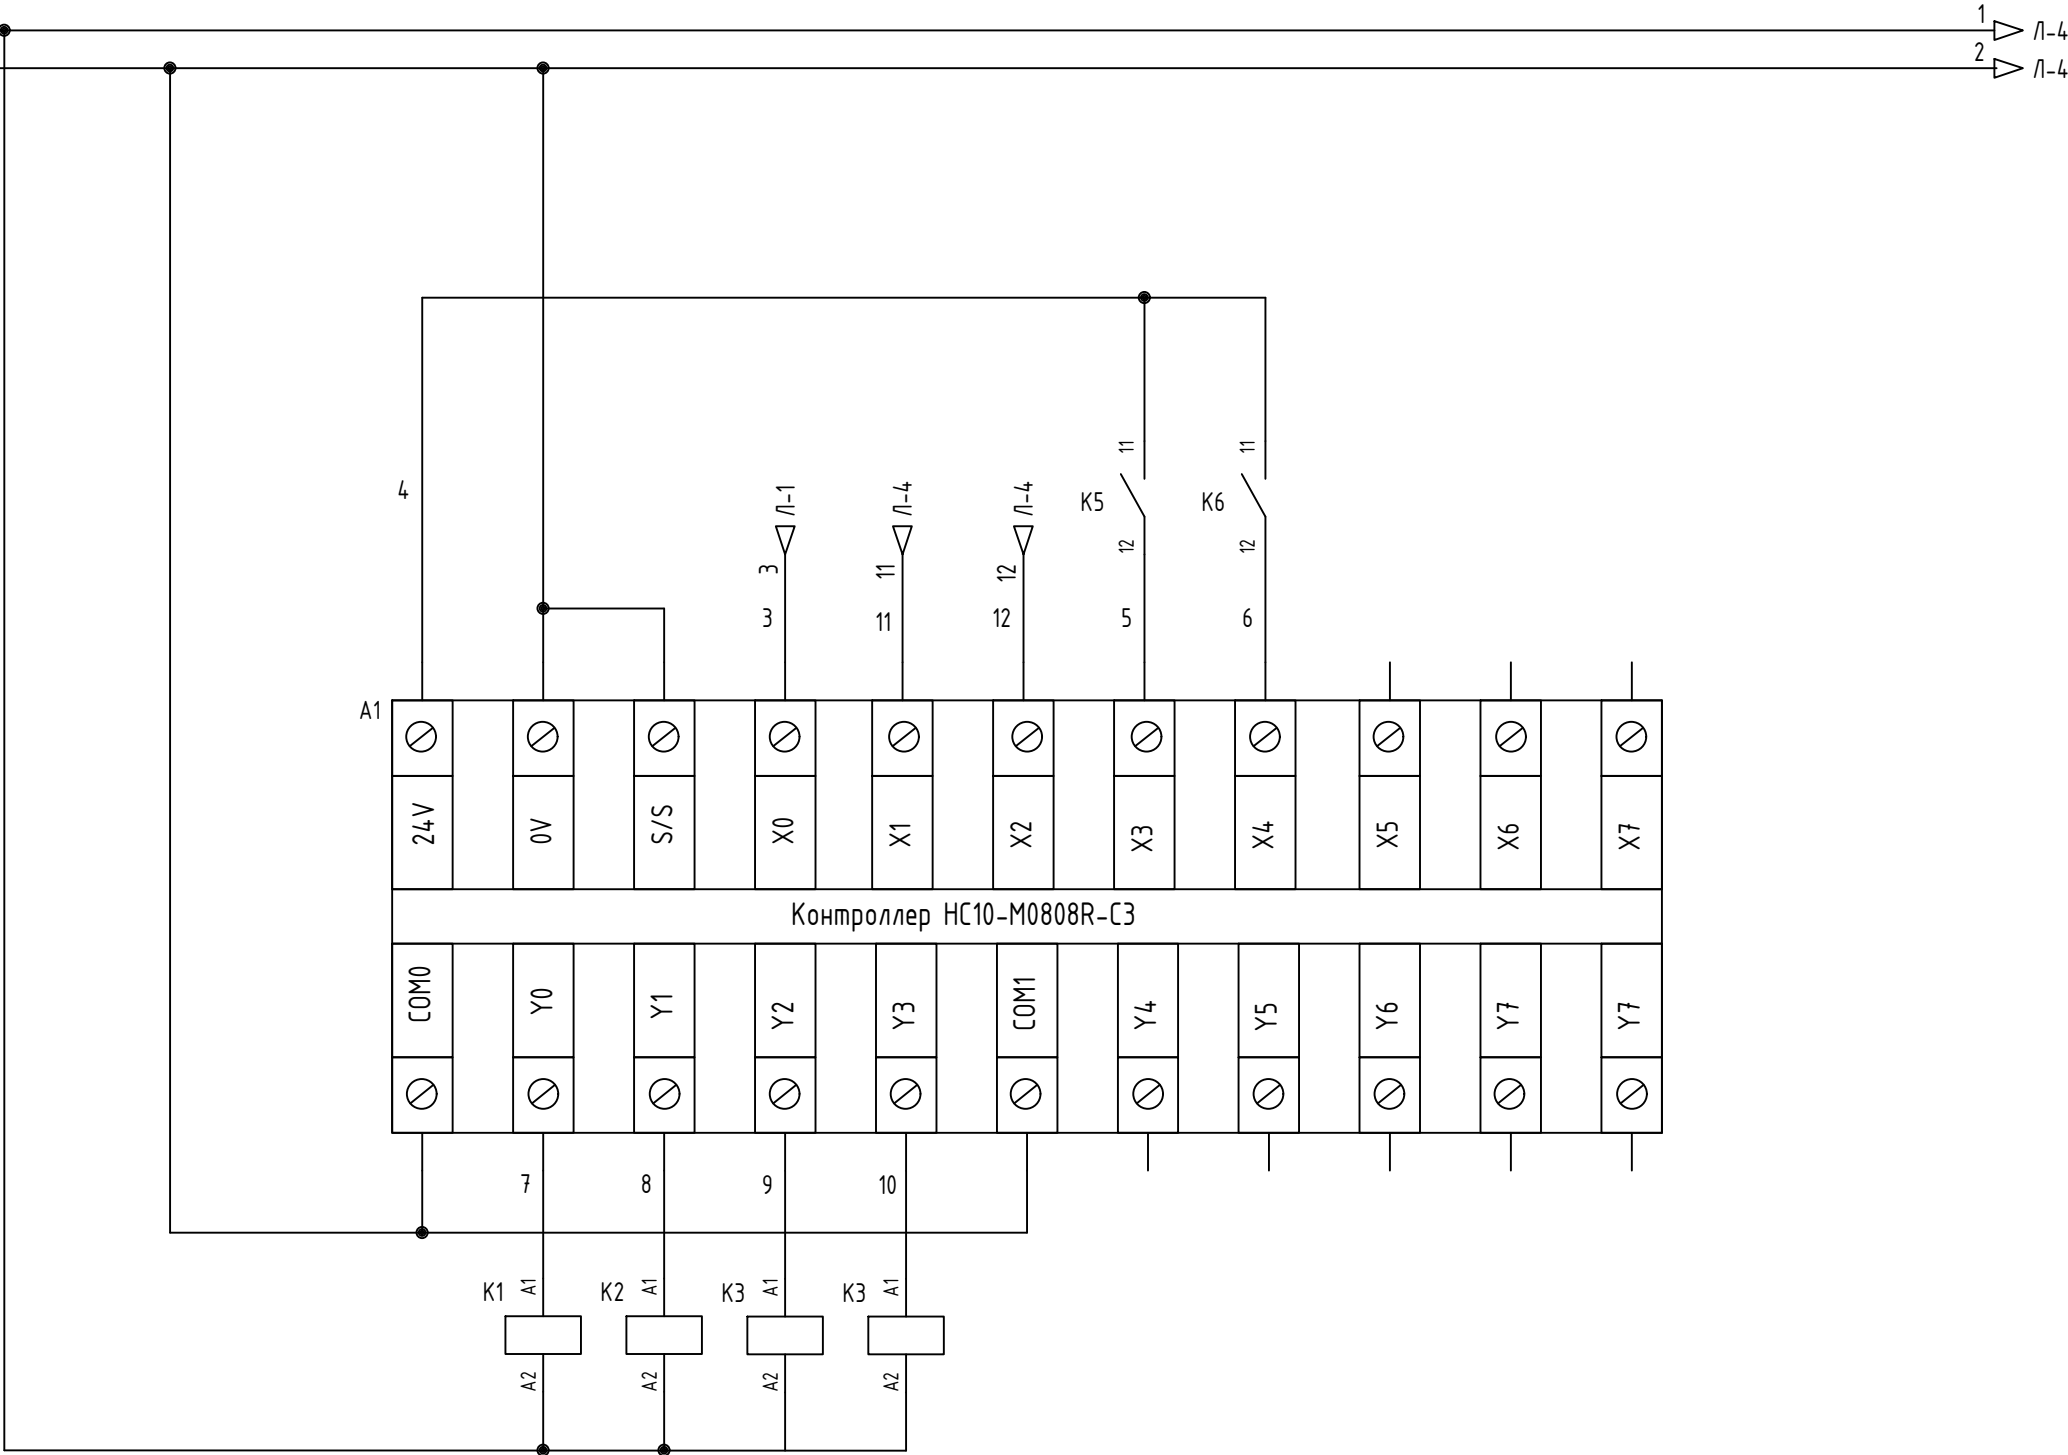 1 Л-4
2 Л-4
4
Л-1
Л-4
Л-4
3
11
12
K5
11
12
K6
11
12
3
11
12
5
6
A1
24V
0V
S/S
X0
X1
X2
X3
X4
X5
X6
X7
Контроллер HC10-M0808R-C3
COM0
Y0
Y1
Y2
Y3
COM1
Y4
Y5
Y6
Y7
Y7
7
8
9
10
K1
A1
K2
A1
K3
A1
K3
A1
A2
A2
A2
A2